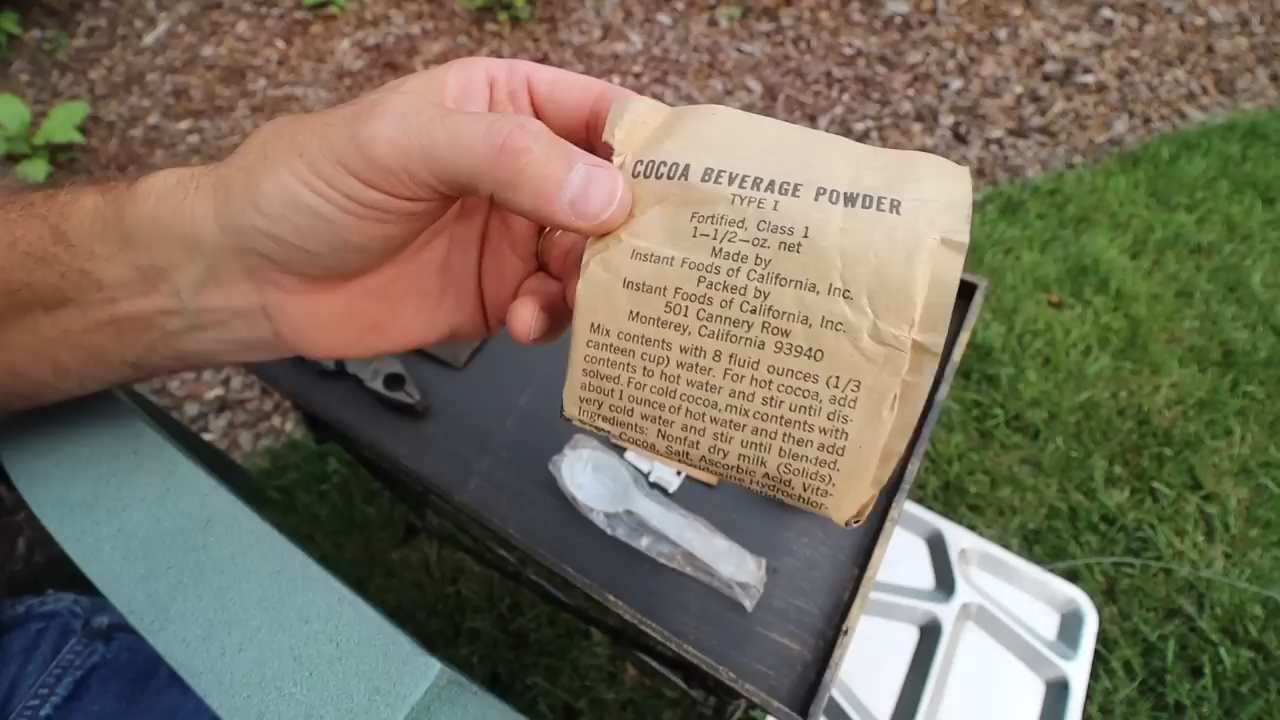 COCOA BEVERAGE POWDER
TYPE I
Fortified, Class 1
1-1/2-oz. net
Made by
Instant Foods of California, Inc.
Packed by
Instant Foods of California, Inc.
501 Cannery Row
Monterey, California 93940
Mix contents with 8 fluid ounces (1/3
canteen cup) water. For hot cocoa, add
contents to hot water and stir until dis-
solved. For cold cocoa, mix contents with
about 1 ounce of hot water and then add
very cold water and stir until blended.
Ingredients: Nonfat dry milk (Solids),
Cocoa, Salt, Ascorbic Acid, Vita-
Hydrochlor-